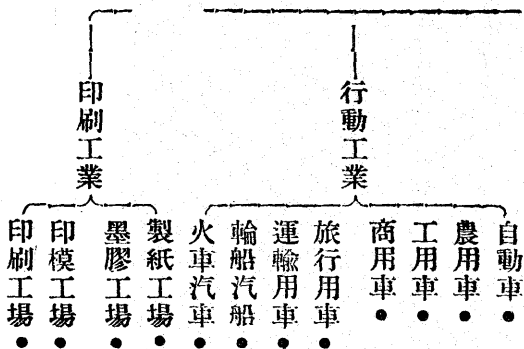 行動工業
自動車●
農用車●
工用車●
商用車●
旅行用車●
運輸用車●
輪船汽船●
火車汽車●
印刷工業
製紙工場●
墨膠工場●
印模工場●
印刷工場●